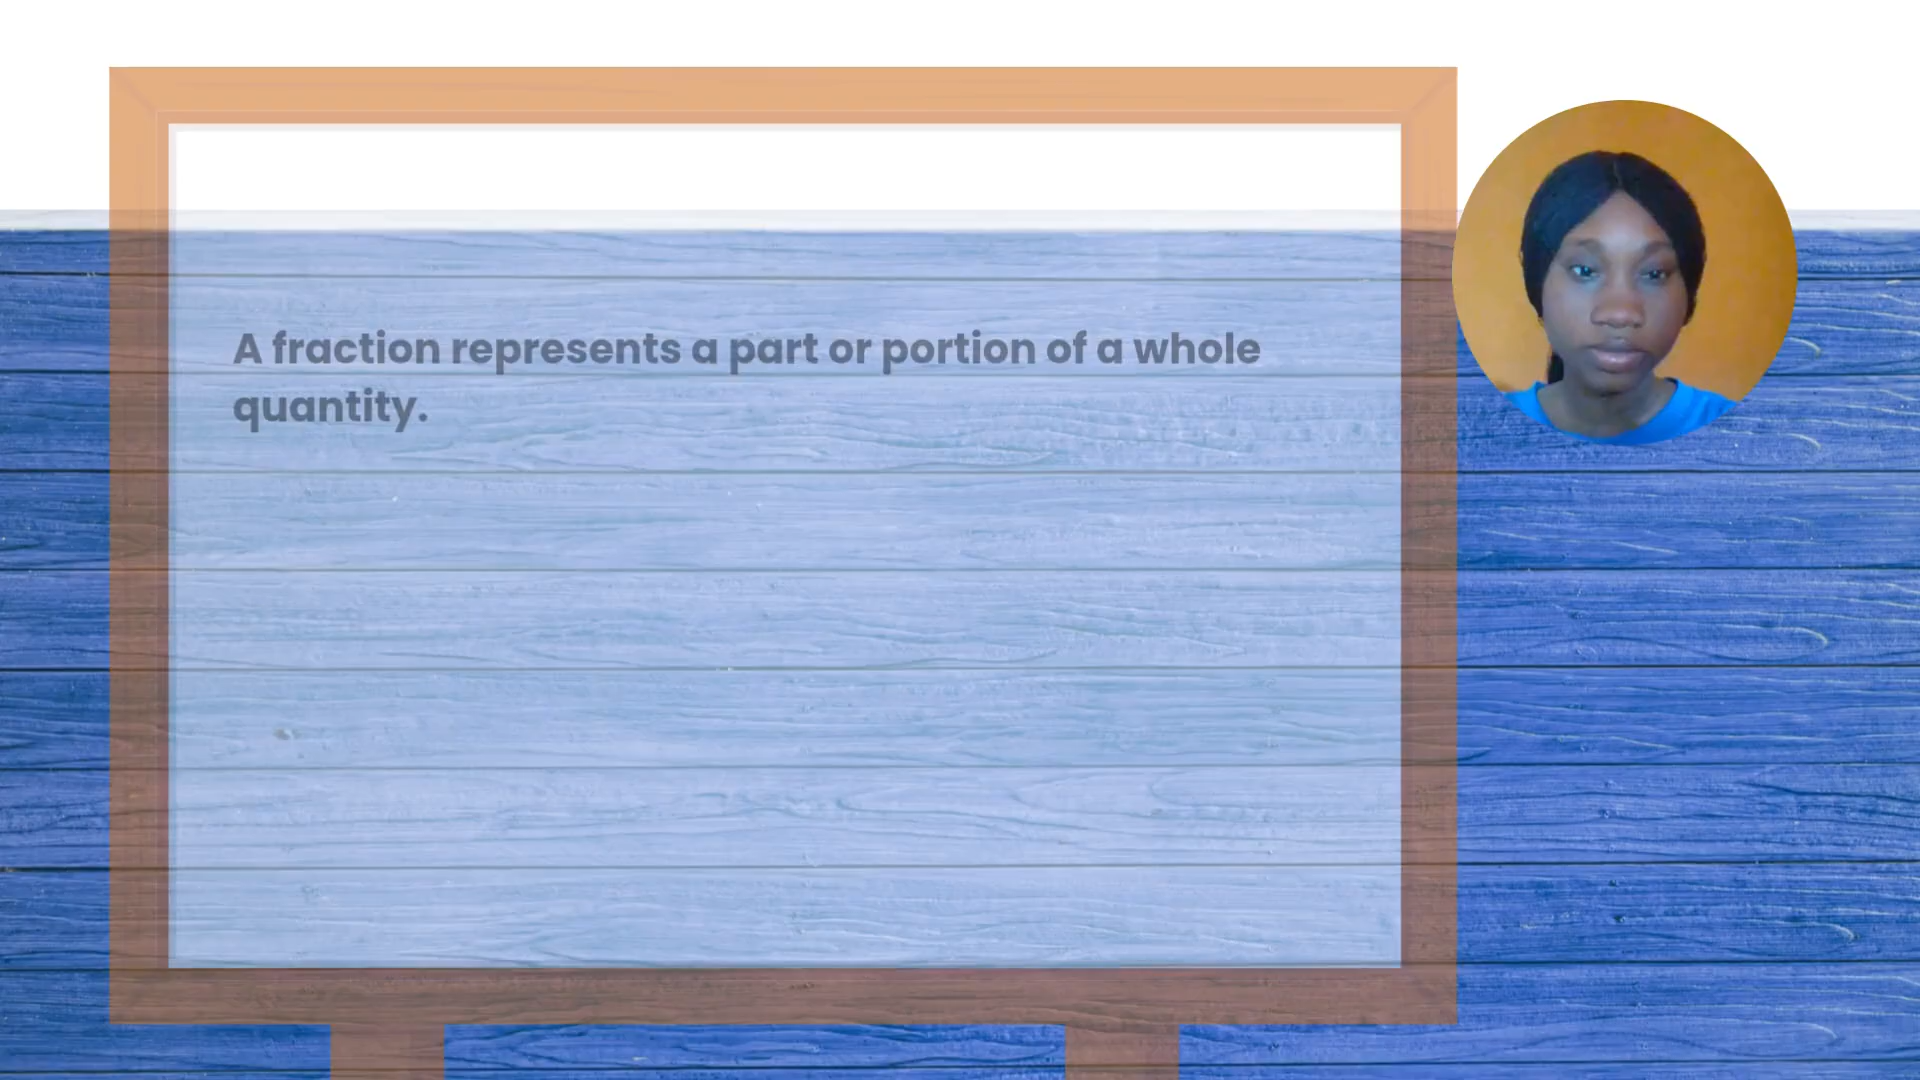 A fraction represents a part or portion of a whole
quantity.